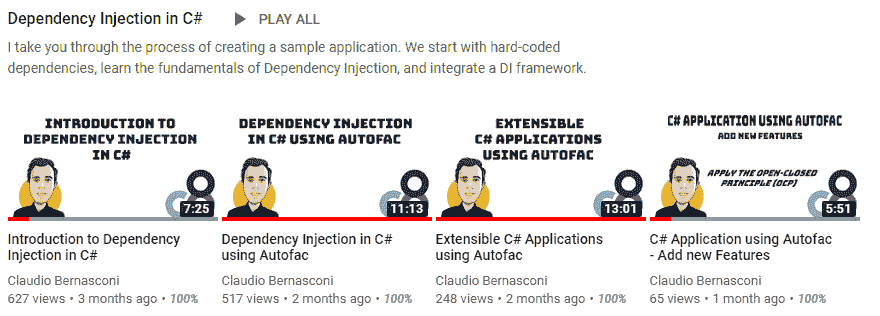 Dependency Injection in C# PLAY ALL
I take you through the process of creating a sample application. We start with hard-coded
dependencies, learn the fundamentals of Dependency Injection, and integrate a DI framework.
INTRODUCTION TO
DEPENDENCY INJECTION
IN C#
7:25
DEPENDENCY INJECTION
IN C# USING AUTOFAC
11:13
EXTENSIBLE
C# APPLICATIONS
USING AUTOFAC
13:01
C# APPLICATION USING AUTOFAC
ADD NEW FEATURES
APPLY THE OPEN-CLOSED
PRINCIPLE (OCP)
5:51
Introduction to Dependency
Injection in C#
Claudio Bernasconi
627 views • 3 months ago • 100%
Dependency Injection in C#
using Autofac
Claudio Bernasconi
517 views • 2 months ago • 100%
Extensible C# Applications
using Autofac
Claudio Bernasconi
248 views • 2 months ago • 100%
C# Application using Autofac
- Add new Features
Claudio Bernasconi
65 views • 1 month ago • 100%